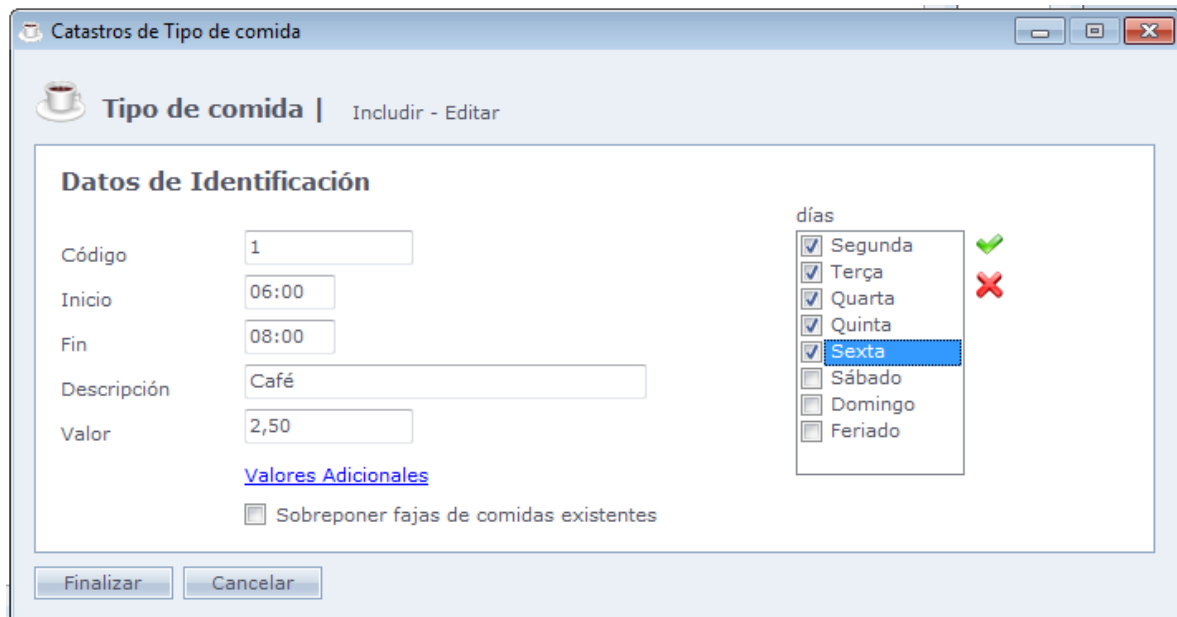 Catastros de Tipo de comida
Tipo de comida | Includir - Editar
Datos de Identificación
Código 1
Inicio 06:00
Fin 08:00
Descripción Café
Valor 2,50
Valores Adicionales
Sobreponer fajas de comidas existentes
días
Segunda
Terça
Quarta
Quinta
Sexta
Sábado
Domingo
Feriado
Finalizar Cancelar